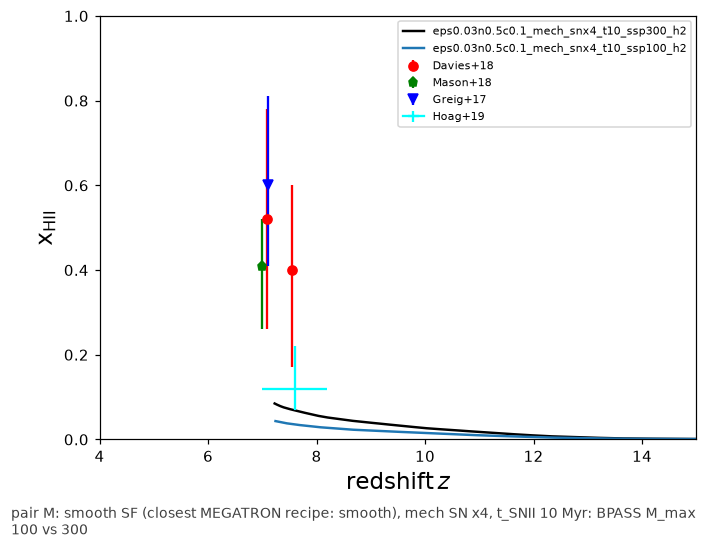 1.0
0.8
0.6
0.4
0.2
0.0
x_HII
4 6 8 10 12 14
redshift z
eps0.03n0.5c0.1_mech_snx4_t10_ssp300_h2
eps0.03n0.5c0.1_mech_snx4_t10_ssp100_h2
Davies+18
Mason+18
Greig+17
Hoag+19
pair M: smooth SF (closest MEGATRON recipe: smooth), mech SN x4, t_SNII 10 Myr: BPASS M_max
100 vs 300